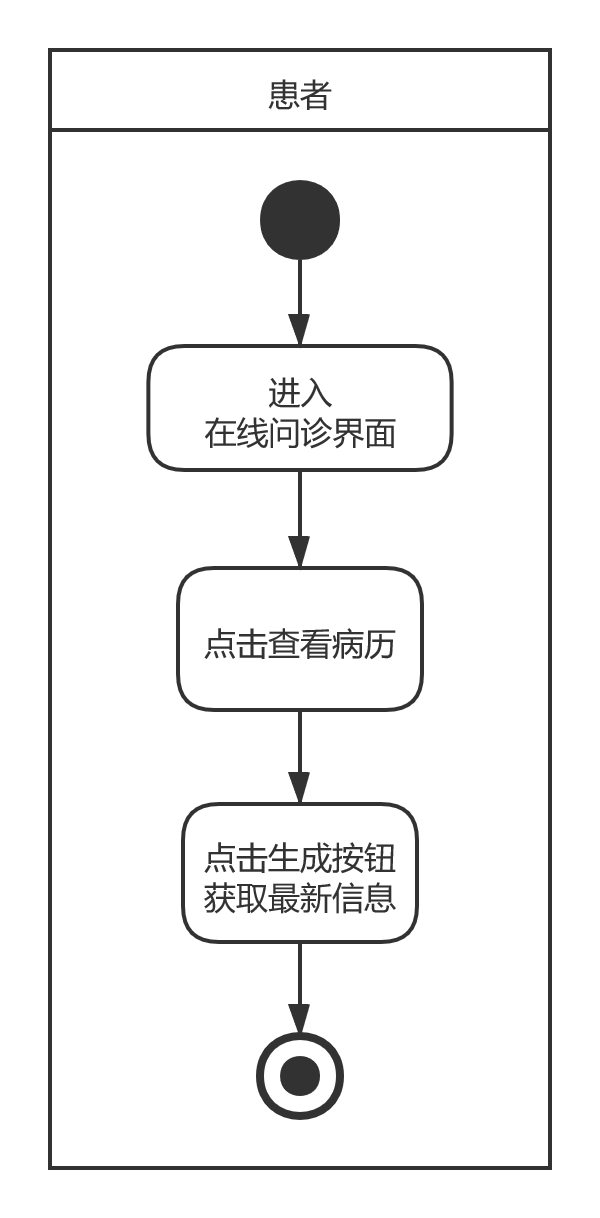 患者
进入
在线问诊界面
点击查看病历
点击生成按钮
获取最新信息